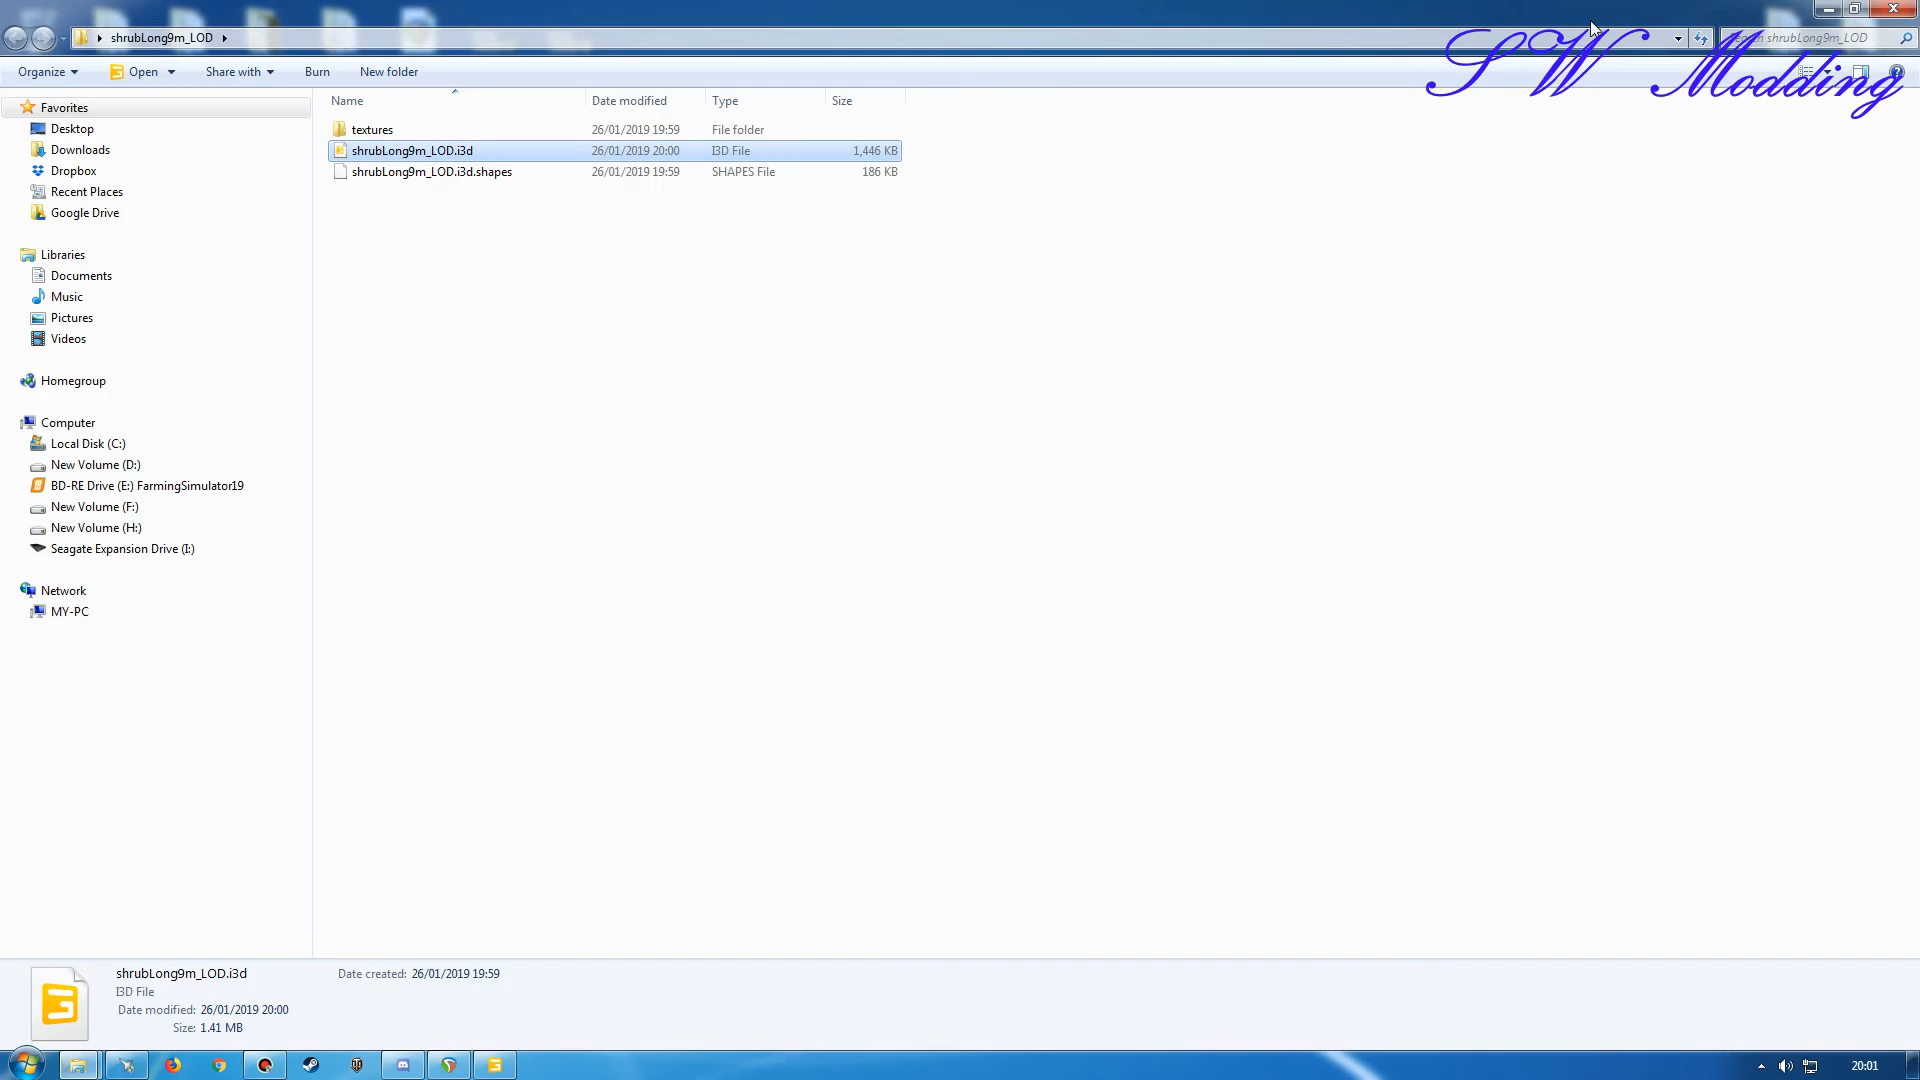 shrubLong9m_LOD
Search shrubLong9m_LOD
SW Modding
Organize
Open
Share with
Burn
New folder
Name
Date modified
Type
Size
textures
26/01/2019 19:59
File folder
shrubLong9m_LOD.i3d
26/01/2019 20:00
I3D File
1,446 KB
shrubLong9m_LOD.i3d.shapes
26/01/2019 19:59
SHAPES File
186 KB
Favorites
Desktop
Downloads
Dropbox
Recent Places
Google Drive
Libraries
Documents
Music
Pictures
Videos
Homegroup
Computer
Local Disk (C:)
New Volume (D:)
BD-RE Drive (E:) FarmingSimulator19
New Volume (F:)
New Volume (H:)
Seagate Expansion Drive (I:)
Network
MY-PC
shrubLong9m_LOD.i3d
I3D File
Date modified: 26/01/2019 20:00
Size: 1.41 MB
Date created: 26/01/2019 19:59
20:01